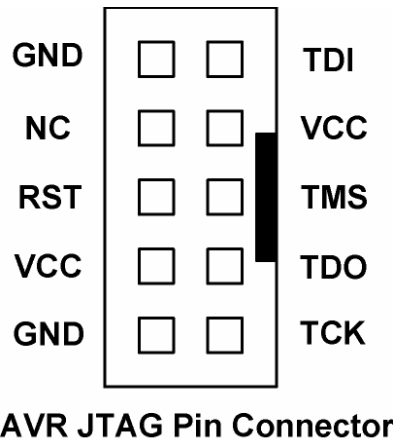 GND TDI
NC VCC
RST TMS
VCC TDO
GND TCK
AVR JTAG Pin Connector